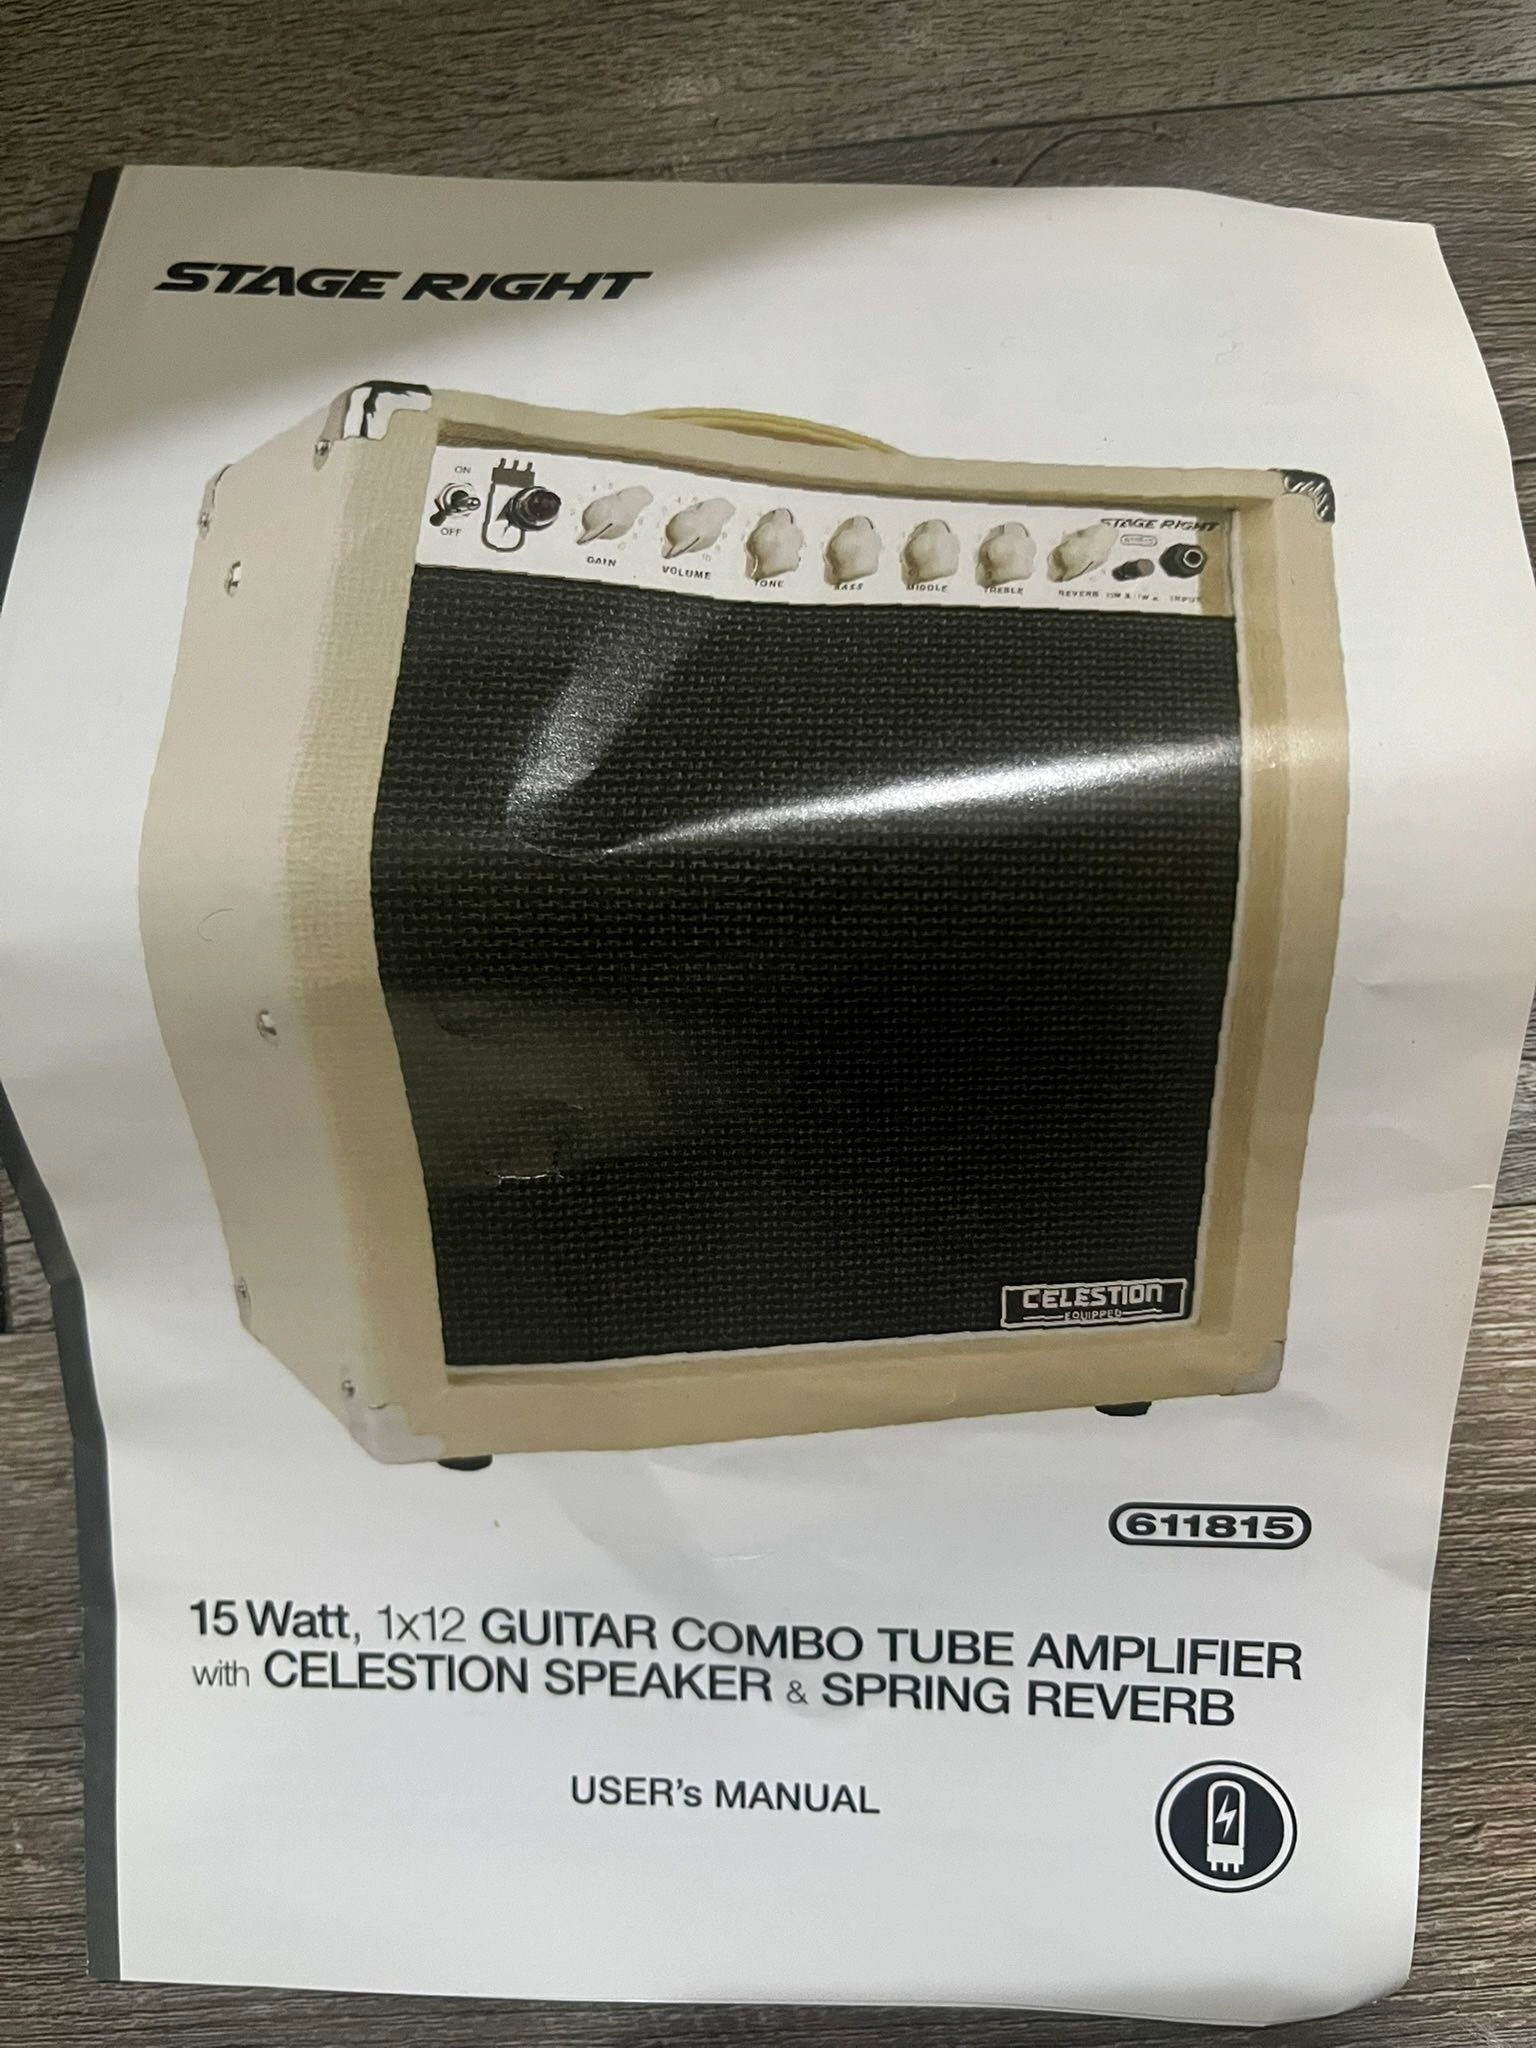 STAGE RIGHT
ON
OFF
GAIN
VOLUME
TONE
BASS
MIDDLE
TREBLE
REVERB
INPUT
STAGE RIGHT
CELESTION
EQUIPPED
611815
15 Watt, 1x12 GUITAR COMBO TUBE AMPLIFIER
with CELESTION SPEAKER & SPRING REVERB
USER's MANUAL